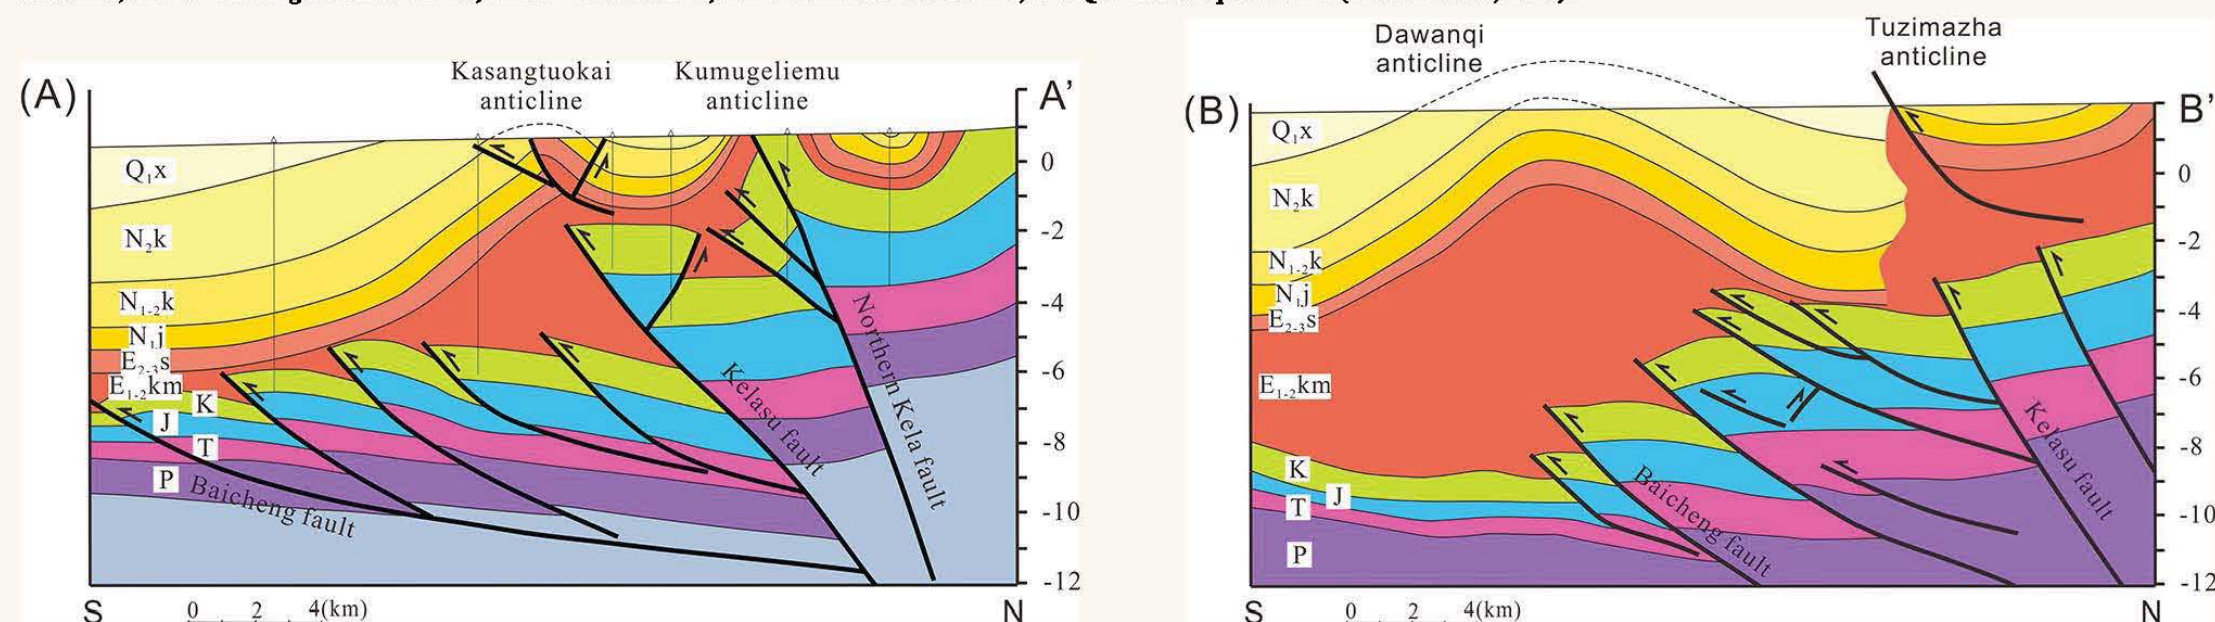 (A)
Kasangtuokai
anticline
Kumugeliemu
anticline
A’
Q₁x
N₂k
N₁₋₂k
N₁j
E₂₋₃s
E₁₋₂km
K
J
T
P
Baicheng fault
Kelasu fault
Northern Kela fault
0
-2
-4
-6
-8
-10
-12
S
N
0 2 4(km)
(B)
Dawanqi
anticline
Tuzimazha
anticline
B’
Q₁x
N₂k
N₁₋₂k
N₁j
E₂₋₃s
E₁₋₂km
K
J
T
P
Baicheng fault
Kelasu fault
0
-2
-4
-6
-8
-10
-12
S
N
0 2 4(km)